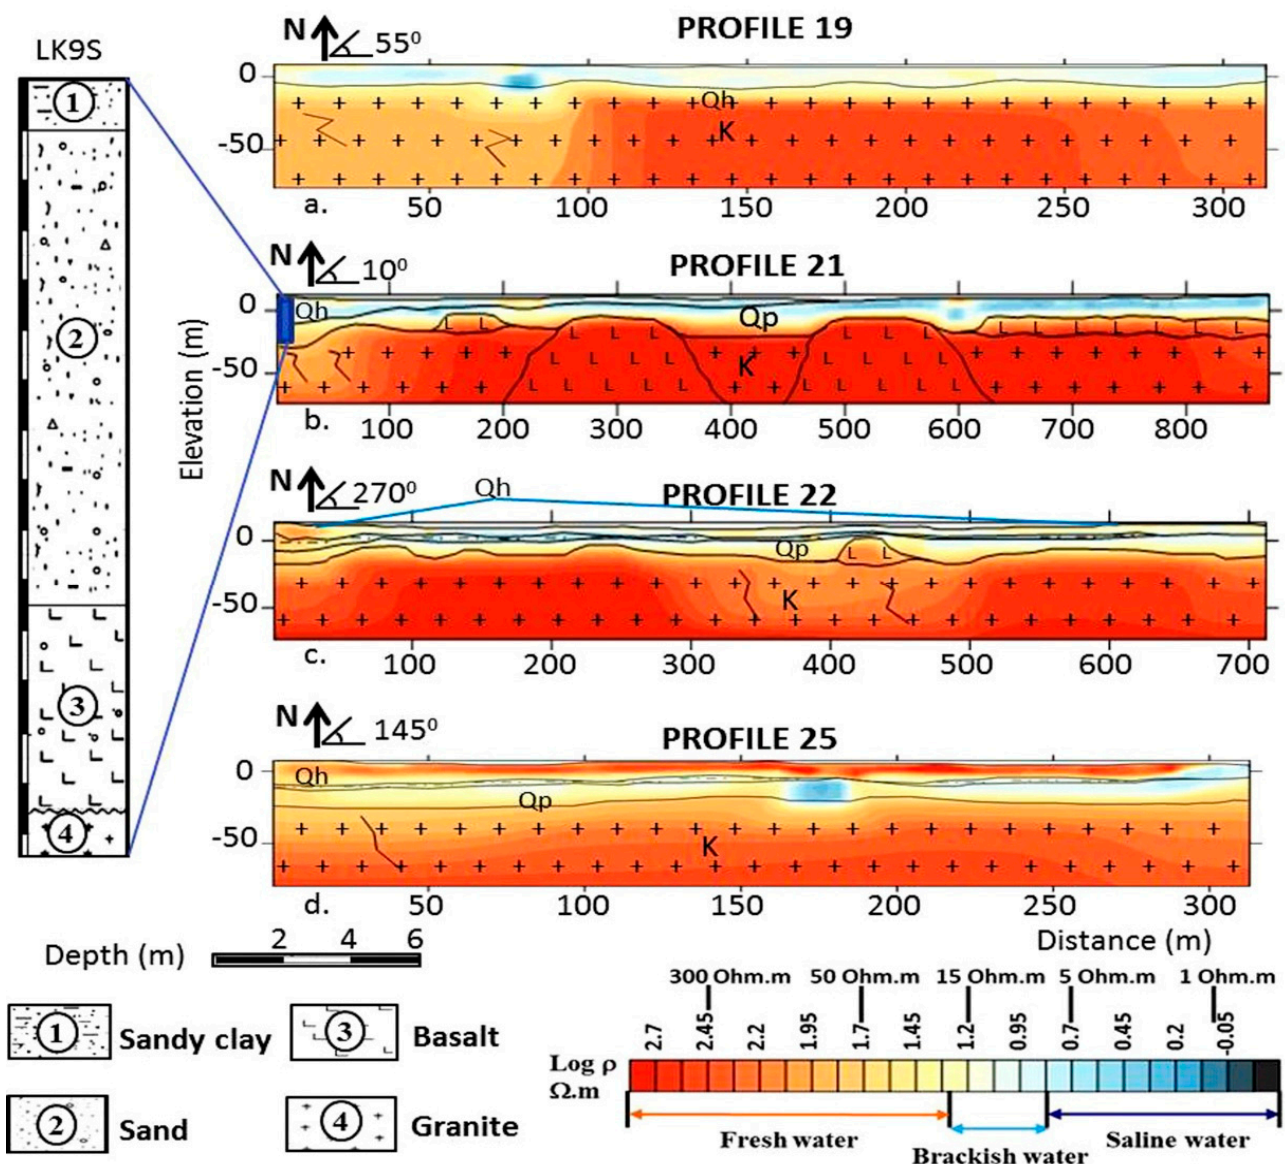 LK9S
1
2
3
4
N 55⁰
PROFILE 19
0
-50
Qh
K
a.
50 100 150 200 250 300
N 10⁰
PROFILE 21
Elevation (m)
0
-50
Qh
Qp
K
b.
100 200 300 400 500 600 700 800
N 270⁰
Qh
PROFILE 22
0
-50
Qp
K
c.
100 200 300 400 500 600 700
N 145⁰
PROFILE 25
0
-50
Qh
Qp
K
d.
50 100 150 200 250 300
Distance (m)
Depth (m) 2 4 6
1 Sandy clay
3 Basalt
2 Sand
4 Granite
300 Ohm.m 50 Ohm.m 15 Ohm.m 5 Ohm.m 1 Ohm.m
2.7 2.45 2.2 1.95 1.7 1.45 1.2 0.95 0.7 0.45 0.2 -0.05
Log ρ
Ω.m
Fresh water
Brackish water
Saline water